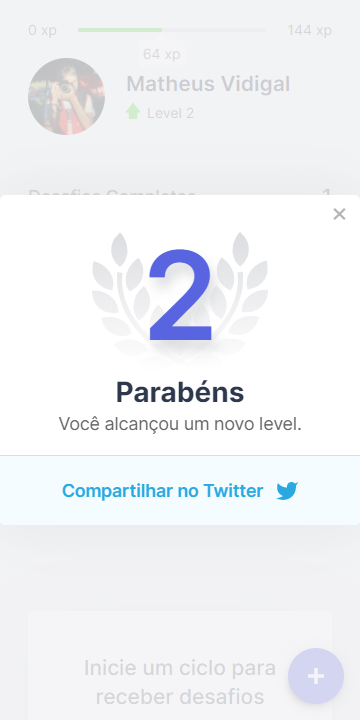 0 xp 144 xp
64 xp
Matheus Vidigal
Level 2
Desafios Completos 1
2
Parabéns
Você alcançou um novo level.
Compartilhar no Twitter
Inicie um ciclo para
receber desafios
+